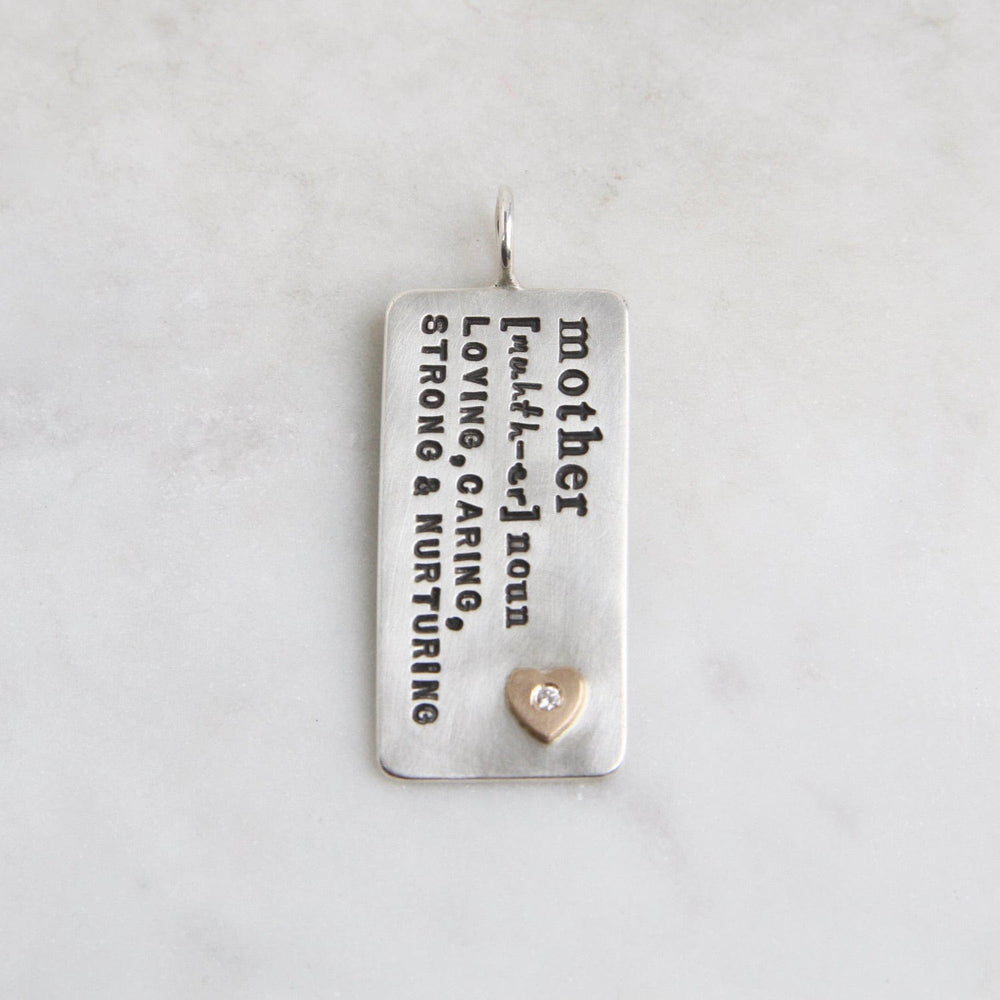 mother
[muhth-er] noun
LOVING, CARING,
STRONG & NURTURING